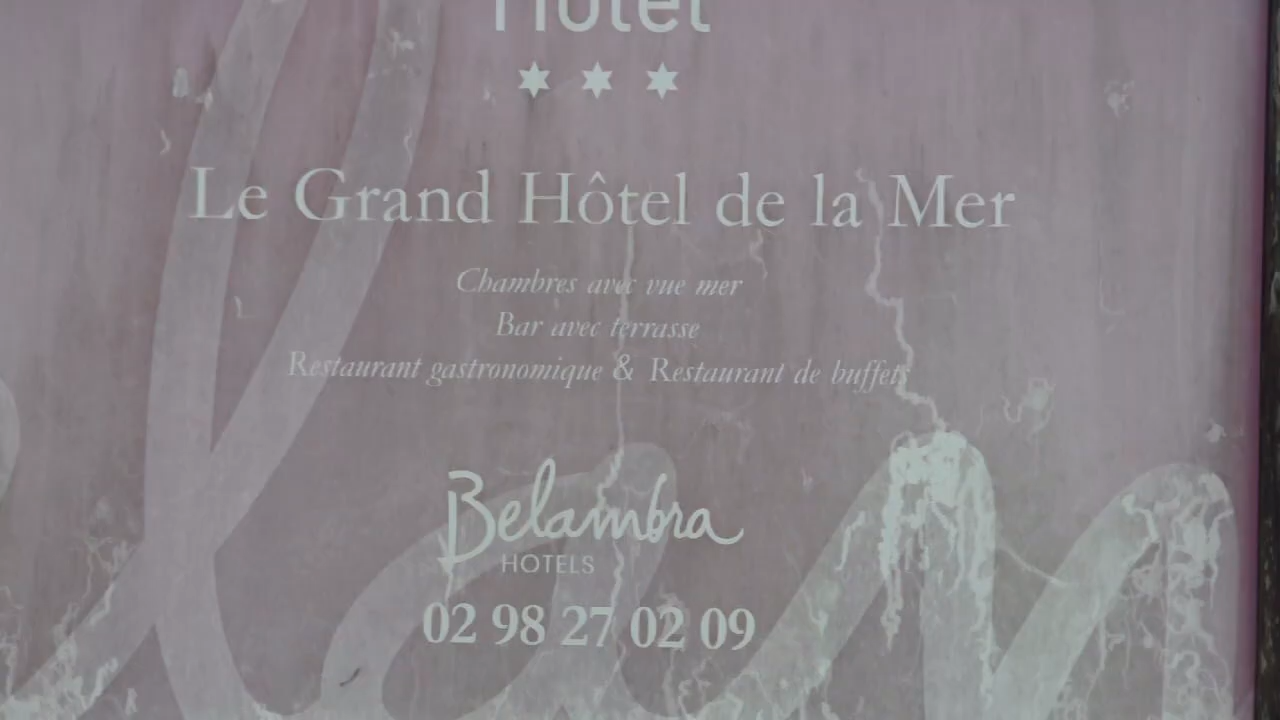 Hôtel
Le Grand Hôtel de la Mer
Chambres avec vue mer
Bar avec terrasse
Restaurant gastronomique & Restaurant de buffets
Belambra
HOTELS
02 98 27 02 09